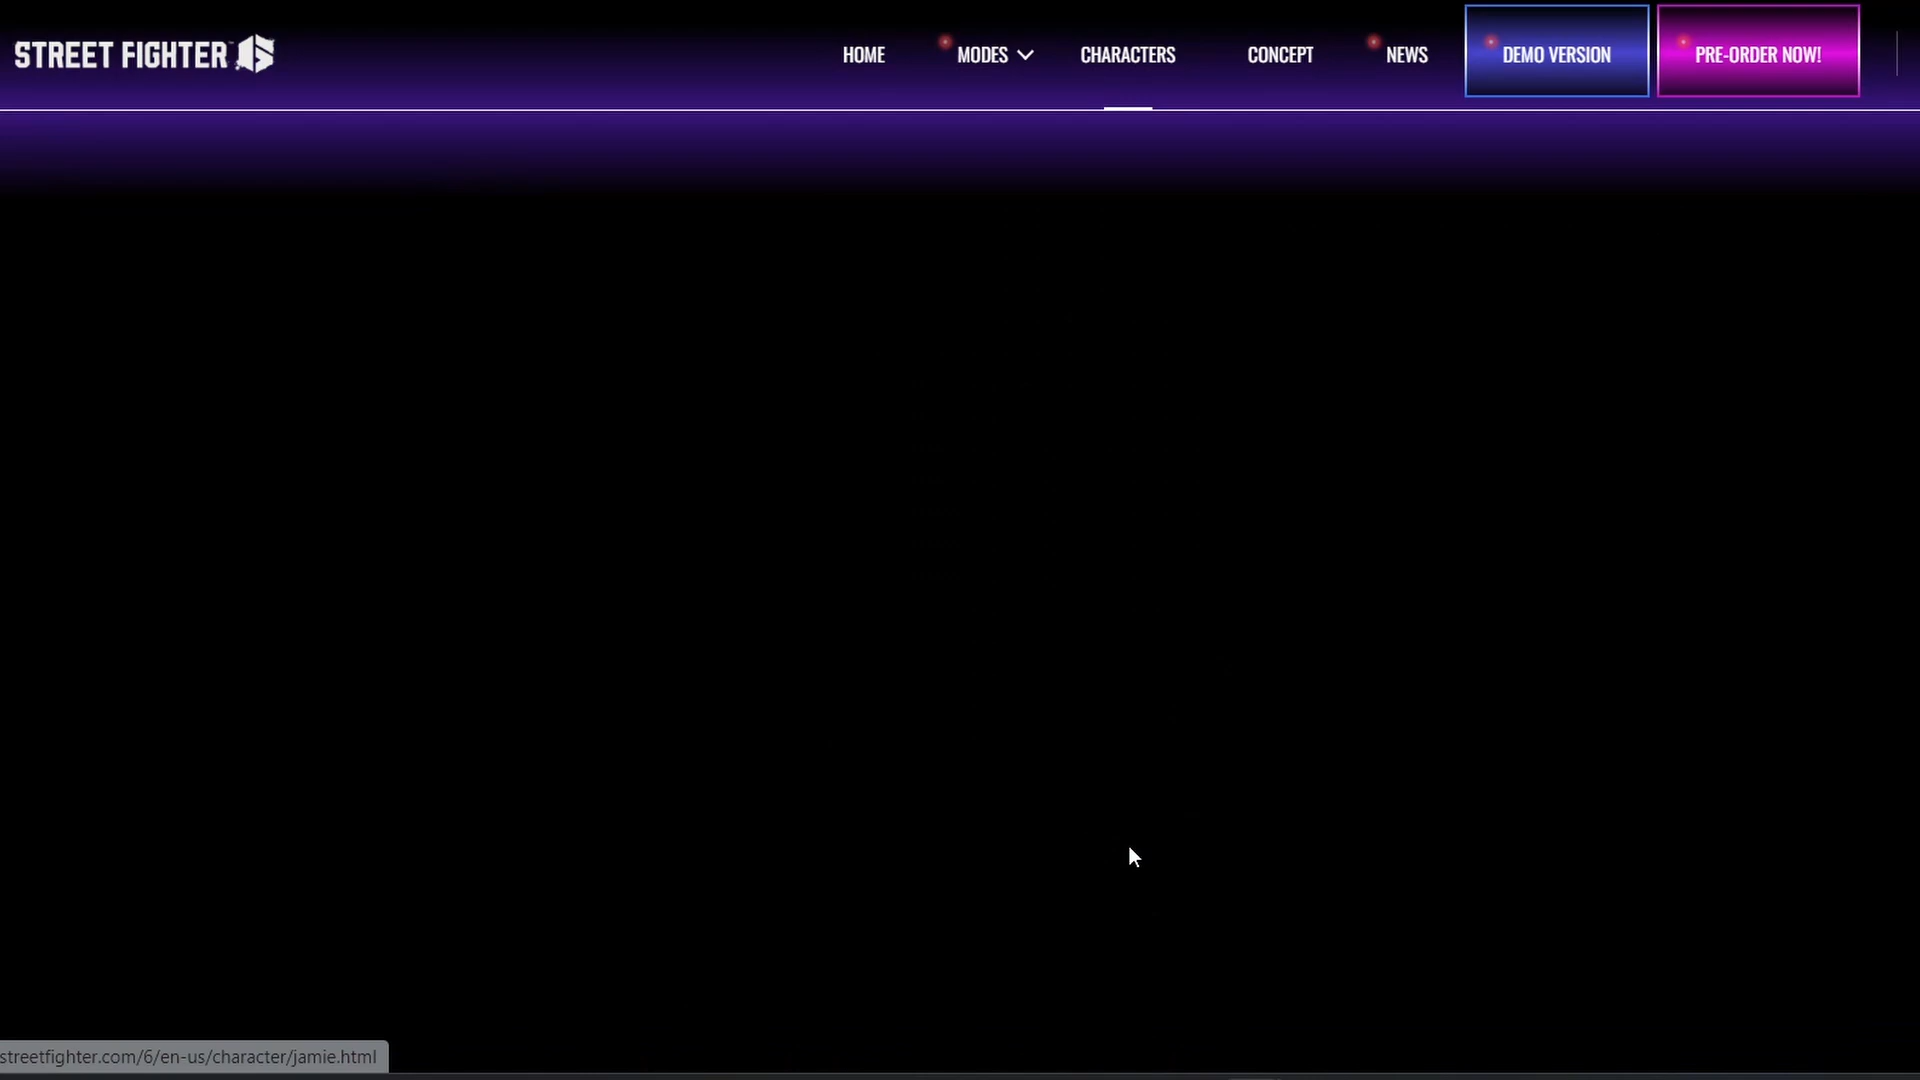 STREET FIGHTER 6
HOME
MODES
CHARACTERS
CONCEPT
NEWS
DEMO VERSION
PRE-ORDER NOW!
streetfighter.com/6/en-us/character/jamie.html